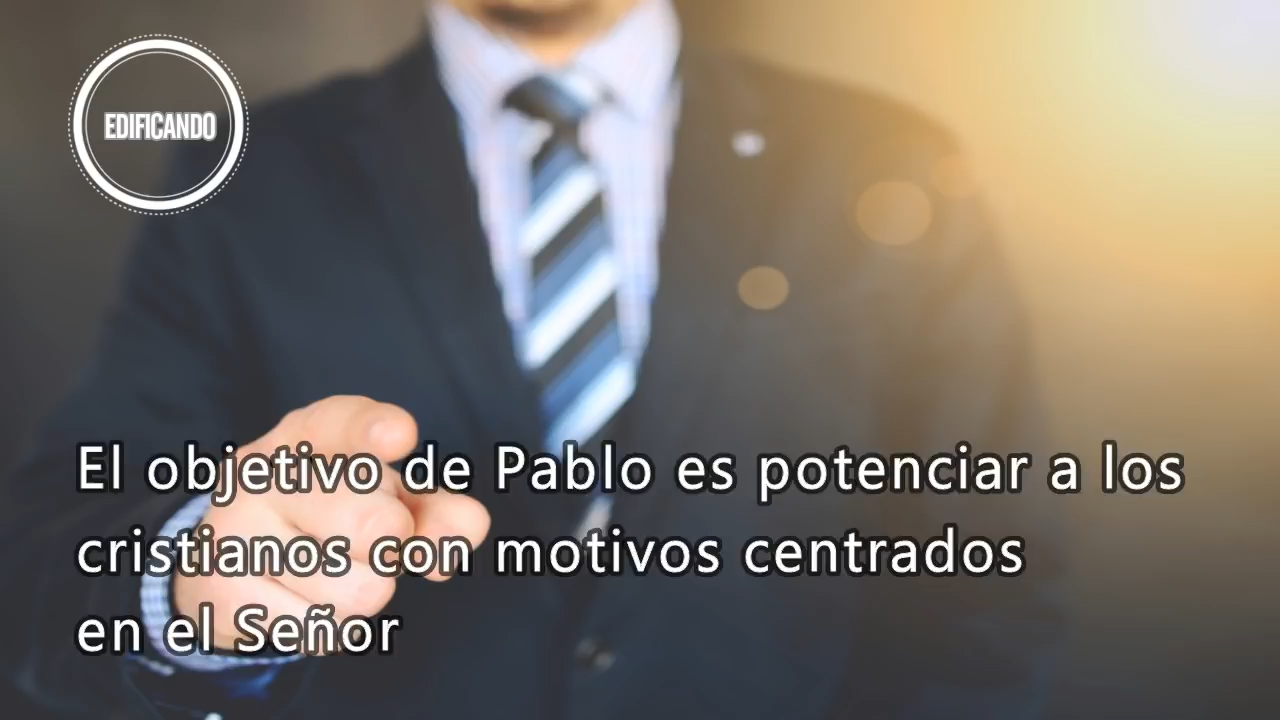 EDIFICANDO
El objetivo de Pablo es potenciar a los
cristianos con motivos centrados
en el Señor